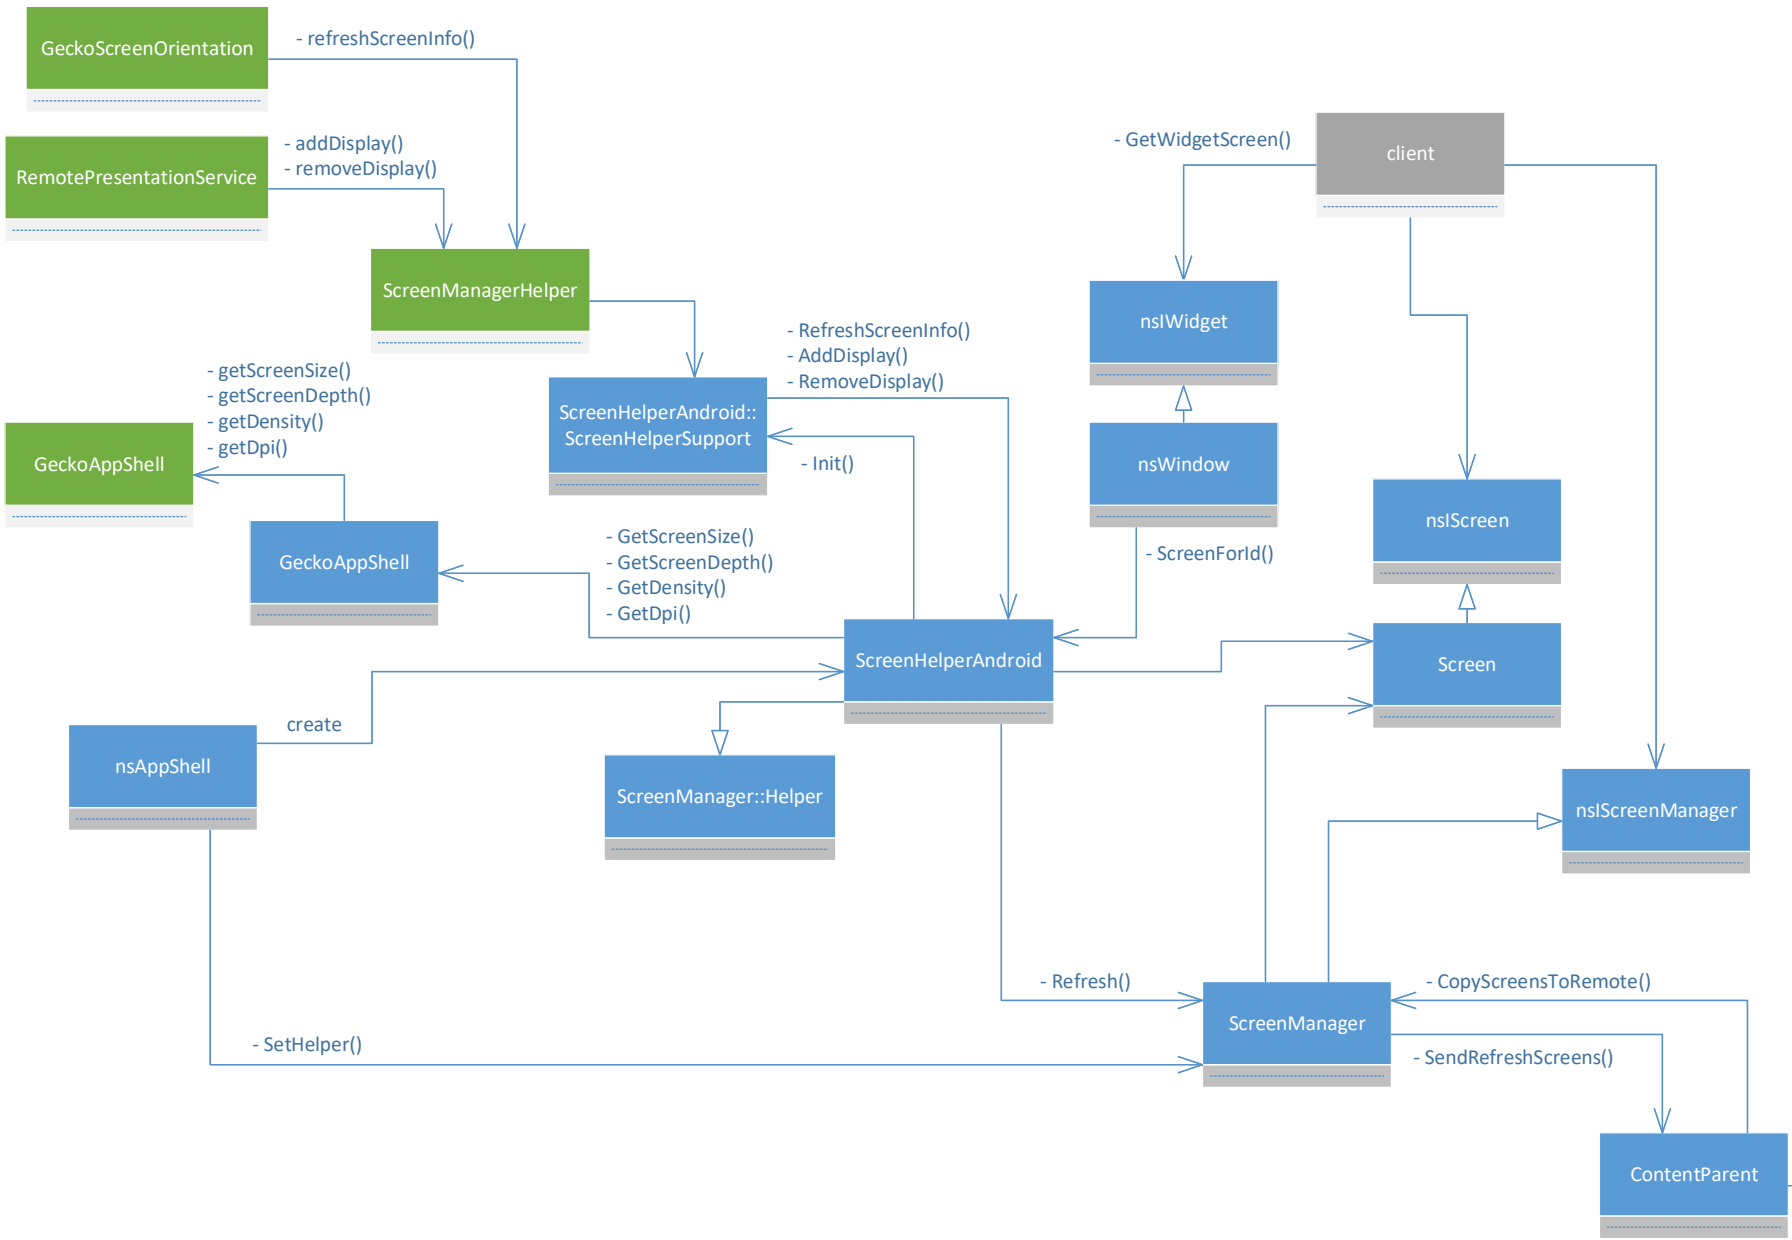 GeckoScreenOrientation
- refreshScreenInfo()
RemotePresentationService
- addDisplay()
- removeDisplay()
- GetWidgetScreen()
client
ScreenManagerHelper
nsIWidget
- RefreshScreenInfo()
- AddDisplay()
- RemoveDisplay()
- getScreenSize()
- getScreenDepth()
- getDensity()
- getDpi()
ScreenHelperAndroid::
ScreenHelperSupport
- Init()
GeckoAppShell
nsWindow
nsIScreen
- ScreenForId()
GeckoAppShell
- GetScreenSize()
- GetScreenDepth()
- GetDensity()
- GetDpi()
ScreenHelperAndroid
Screen
create
nsAppShell
ScreenManager::Helper
nsIScreenManager
- Refresh()
- CopyScreensToRemote()
ScreenManager
- SetHelper()
- SendRefreshScreens()
ContentParent